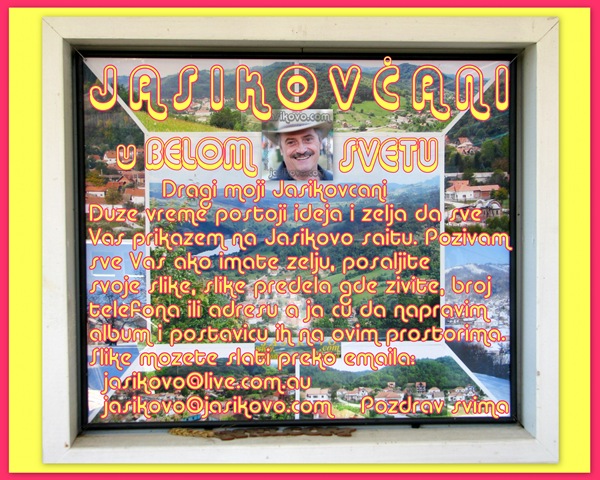 JASIKOVČANI
vikovo.com
u BELOM SVETU
Dragi moji Jasikovcani
Duze vreme postoji ideja i zelja da sve
Vas prikazem na Jasikovo saitu. Pozivam
sve Vas ako imate zelju, posaljite
svoje slike, slike predela gde zivite, broj
telefona ili adresu a ja cu da napravim
album i postavicu ih na ovim prostorima.
Slike mozete slati preko emaila:
jasikovo@live.com.au
jasikovo@jasikovo.com Pozdrav svima